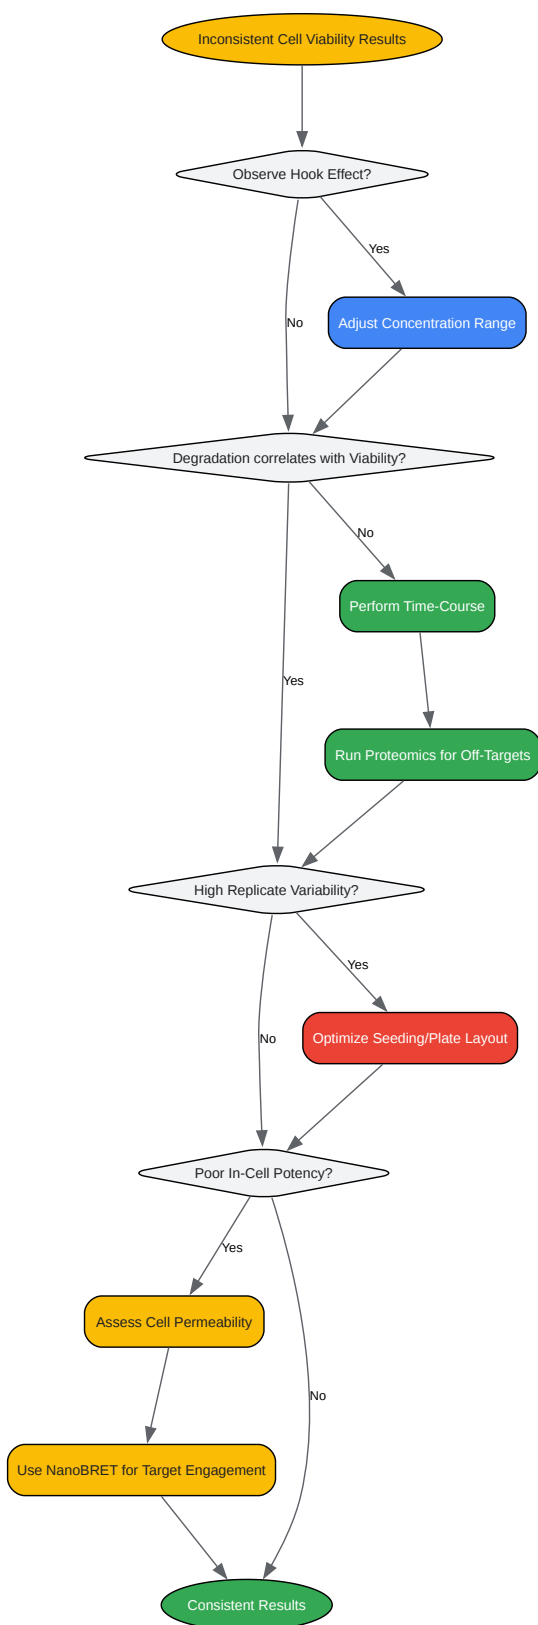 Inconsistent Cell Viability Results
Observe Hook Effect?
Yes
No
Adjust Concentration Range
Degradation correlates with Viability?
No
Perform Time-Course
Yes
Run Proteomics for Off-Targets
High Replicate Variability?
Yes
No
Optimize Seeding/Plate Layout
Poor In-Cell Potency?
Yes
Assess Cell Permeability
No
Use NanoBRET for Target Engagement
Consistent Results